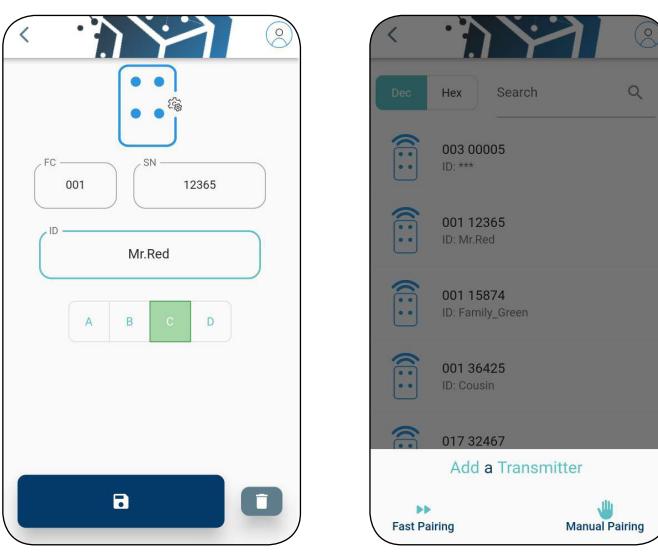 FC
SN
001
12365
ID
Mr.Red
A B C D
Dec Hex Search
003 00005
ID: ***
001 12365
ID: Mr.Red
001 15874
ID: Family_Green
001 36425
ID: Cousin
017 32467
Add a Transmitter
Fast Pairing
Manual Pairing